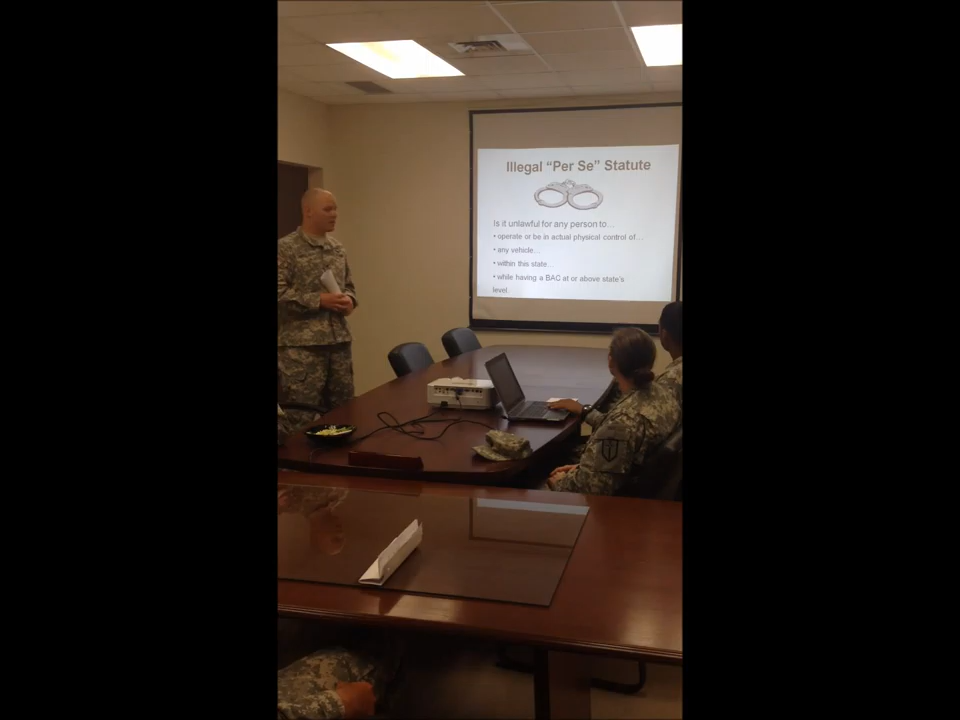 Illegal “Per Se” Statute
Is it unlawful for any person to…
• operate or be in actual physical control of…
• any vehicle…
• within this state…
• while having a BAC at or above state’s
level.